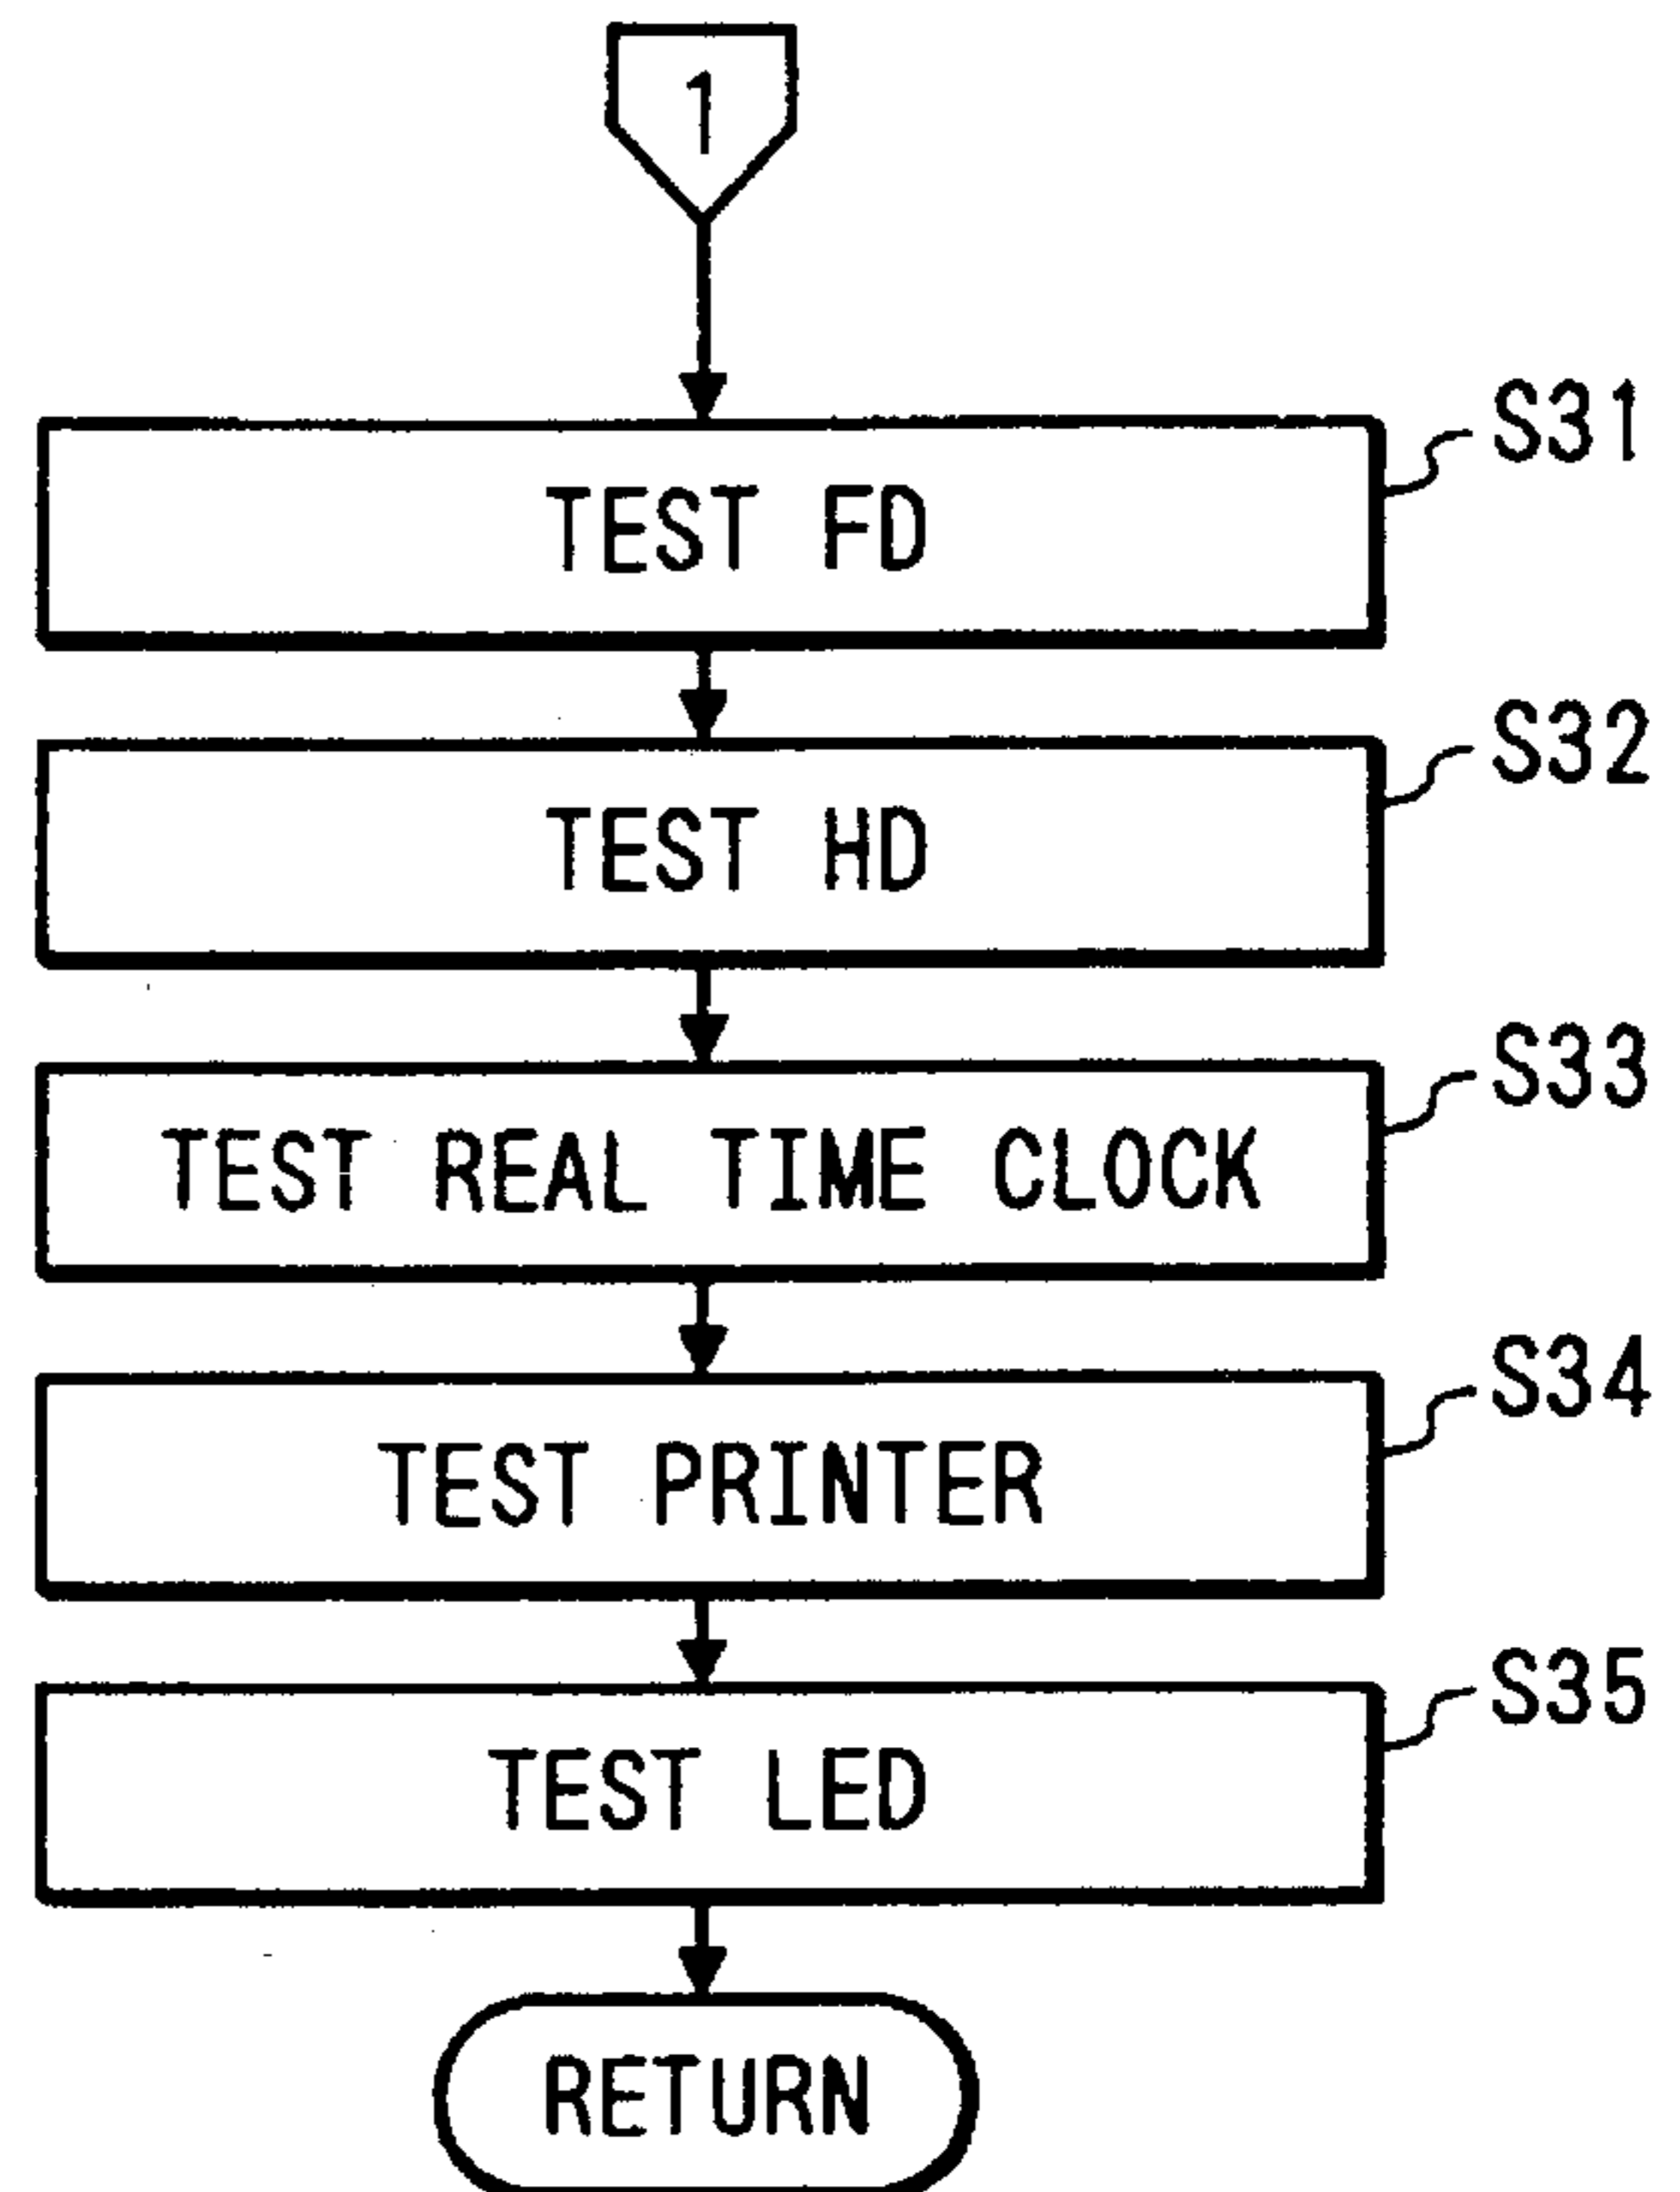 1
S31
TEST FD
S32
TEST HD
S33
TEST REAL TIME CLOCK
S34
TEST PRINTER
S35
TEST LED
RETURN